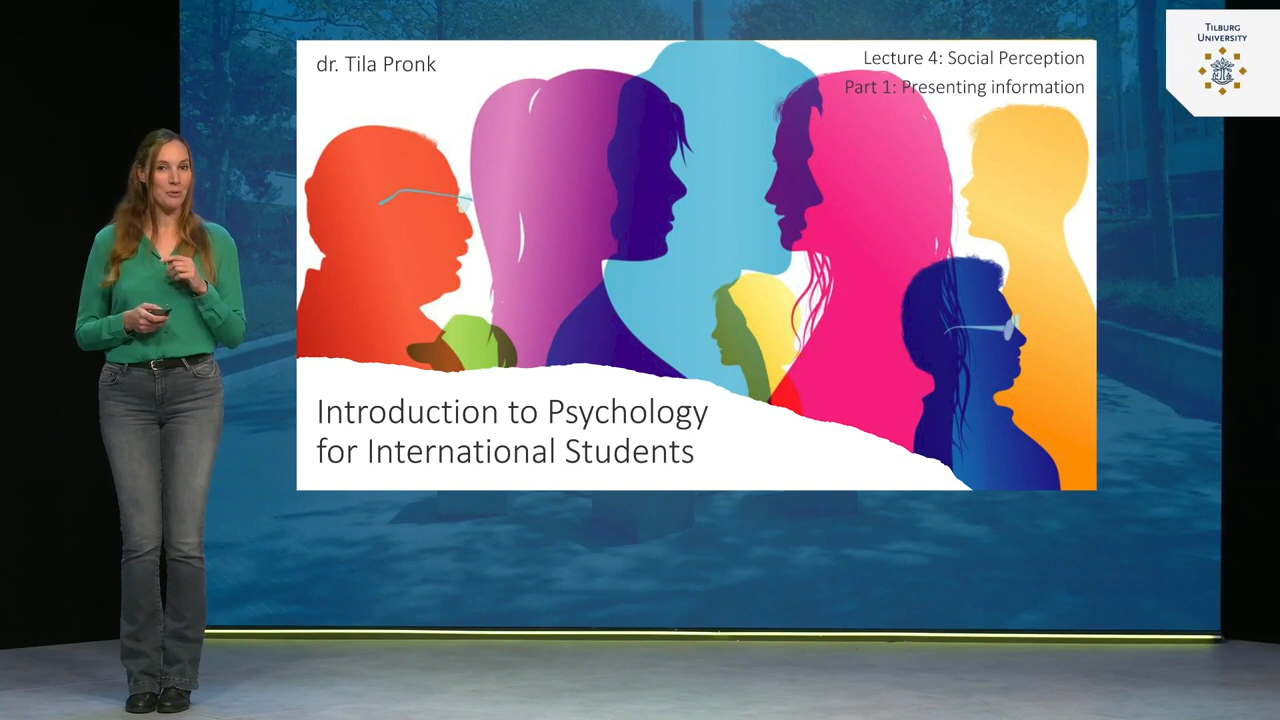 dr. Tila Pronk
Lecture 4: Social Perception
Part 1: Presenting information
TILBURG
UNIVERSITY
Introduction to Psychology
for International Students